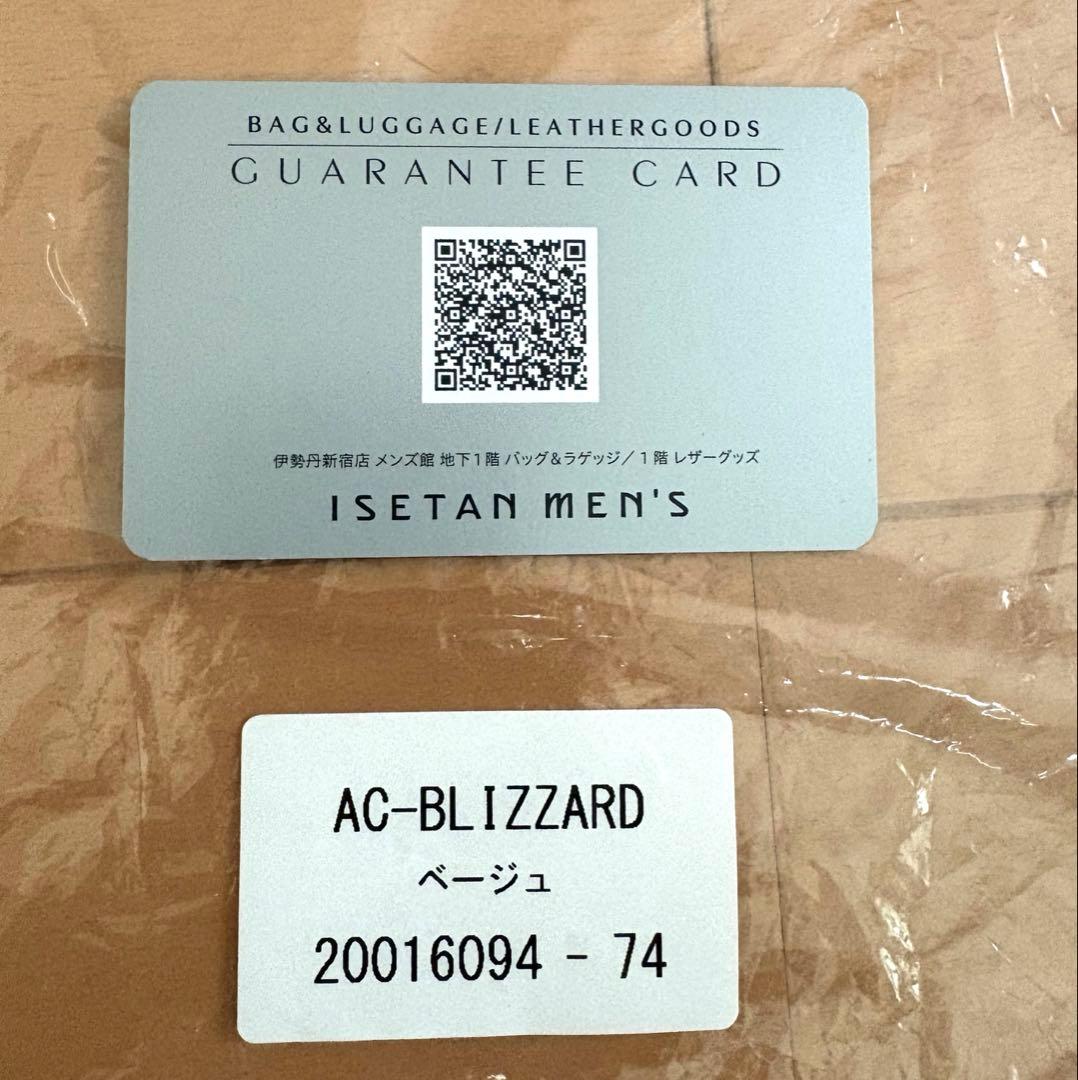 BAG&LUGGAGE/LEATHERGOODS
GUARANTEE CARD
伊勢丹新宿店 メンズ館 地下1階 バッグ&ラゲッジ／1階 レザーグッズ
ISETAN MEN'S
AC-BLIZZARD
ベージュ
20016094 - 74